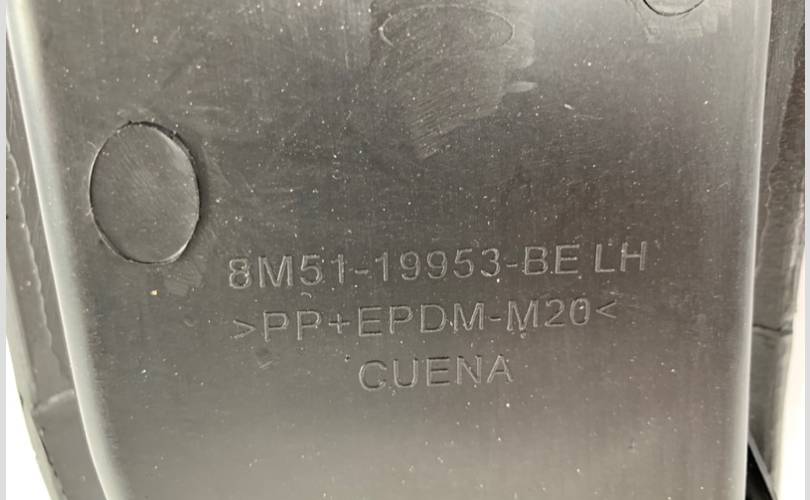 8M51-19953-BE LH
>PP+EPDM-M20<
CUENA